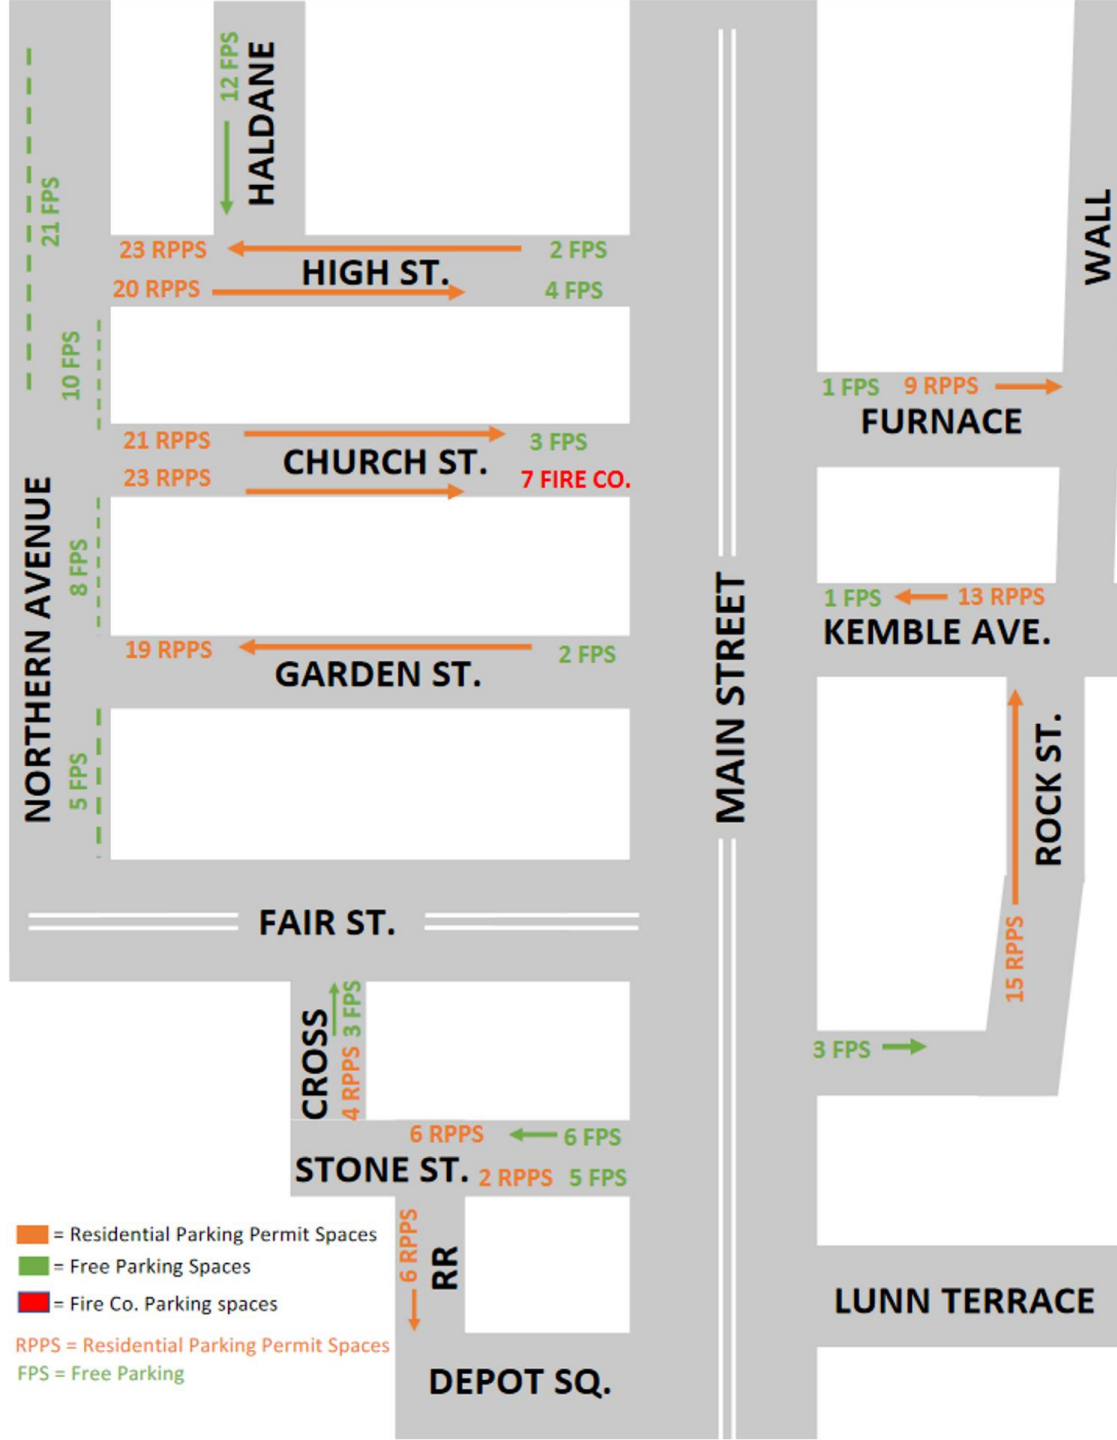 12 FPS
HALDANE
21 FPS
WALL
23 RPPS
2 FPS
HIGH ST.
20 RPPS
4 FPS
10 FPS
1 FPS 9 RPPS
FURNACE
21 RPPS
3 FPS
CHURCH ST.
23 RPPS
7 FIRE CO.
NORTHERN AVENUE
8 FPS
MAIN STREET
1 FPS 13 RPPS
KEMBLE AVE.
19 RPPS
2 FPS
GARDEN ST.
5 FPS
ROCK ST.
FAIR ST.
15 RPPS
CROSS
3 FPS
4 RPPS
3 FPS
6 RPPS 6 FPS
STONE ST. 2 RPPS 5 FPS
6 RPPS
RR
= Residential Parking Permit Spaces
= Free Parking Spaces
= Fire Co. Parking spaces
RPPS = Residential Parking Permit Spaces
FPS = Free Parking
LUNN TERRACE
DEPOT SQ.